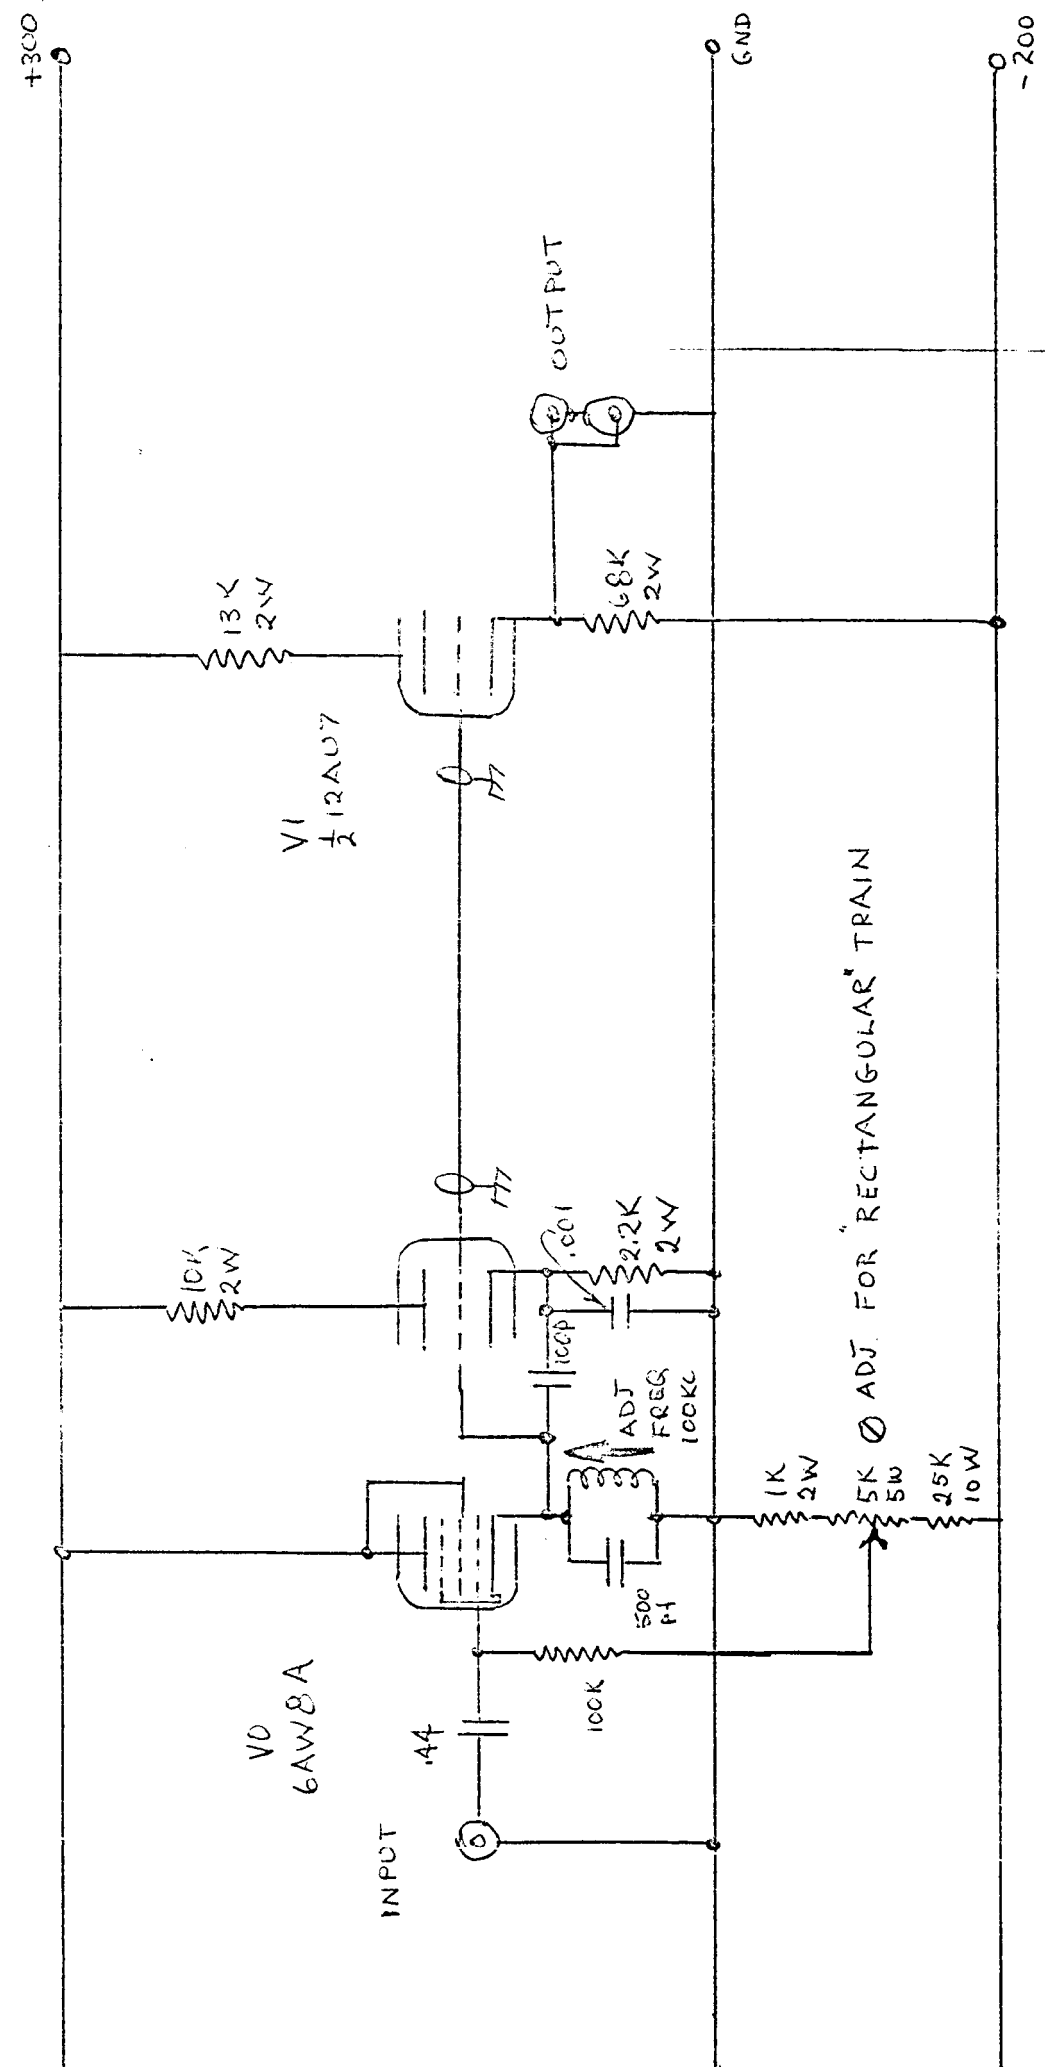 +300
GND
-200
INPUT
V0
6AW8A
.44
100K
500
pf
ADJ
FREQ
100KC
100p
.001
10K
2W
2.2K
2W
1K
2W
5K
5W
ADJ. FOR "RECTANGULAR" TRAIN
25K
10W
V1
1/2 12AU7
13K
2W
68K
2W
OUTPUT